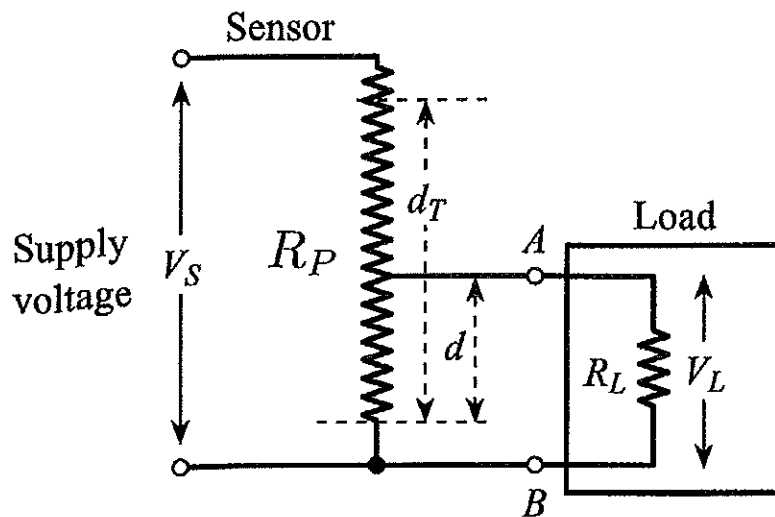 Sensor
d_T
Load
A
Supply
voltage
V_S
R_P
d
R_L
V_L
B